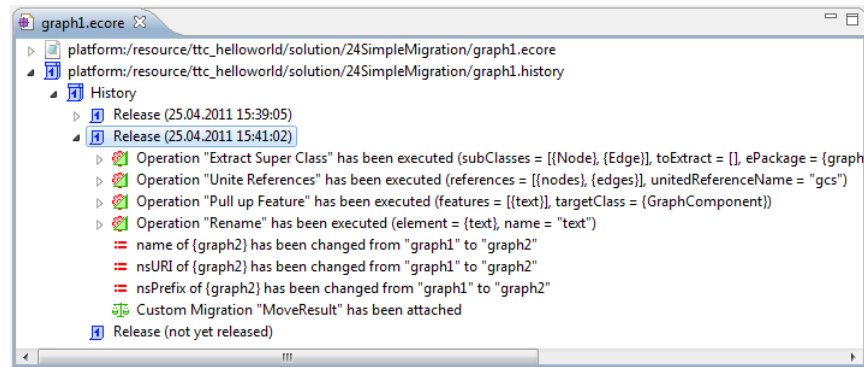 graph1.ecore
platform:/resource/ttc_helloworld/solution/24SimpleMigration/graph1.ecore
platform:/resource/ttc_helloworld/solution/24SimpleMigration/graph1.history
History
Release (25.04.2011 15:39:05)
Release (25.04.2011 15:41:02)
Operation "Extract Super Class" has been executed (subClasses = [{Node}, {Edge}], toExtract = [], ePackage = {graph
Operation "Unite References" has been executed (references = [{nodes}, {edges}], unitedReferenceName = "gcs")
Operation "Pull up Feature" has been executed (features = [{text}], targetClass = {GraphComponent})
Operation "Rename" has been executed (element = {text}, name = "text")
name of {graph2} has been changed from "graph1" to "graph2"
nsURI of {graph2} has been changed from "graph1" to "graph2"
nsPrefix of {graph2} has been changed from "graph1" to "graph2"
Custom Migration "MoveResult" has been attached
Release (not yet released)